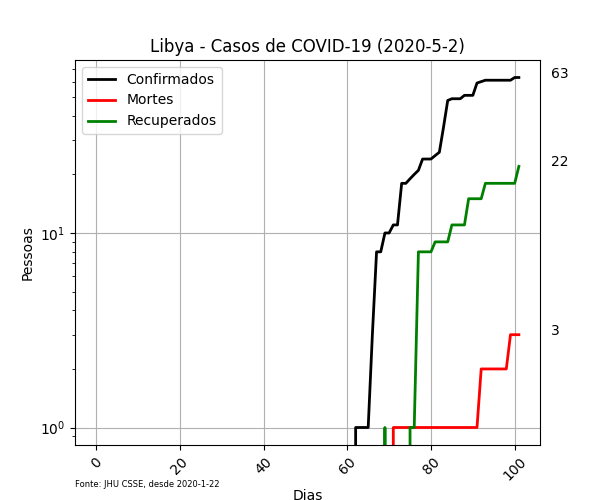 Libya - Casos de COVID-19 (2020-5-2)
Confirmados
Mortes
Recuperados
63
22
3
Pessoas
10¹
10⁰
0 20 40 60 80 100
Fonte: JHU CSSE, desde 2020-1-22
Dias